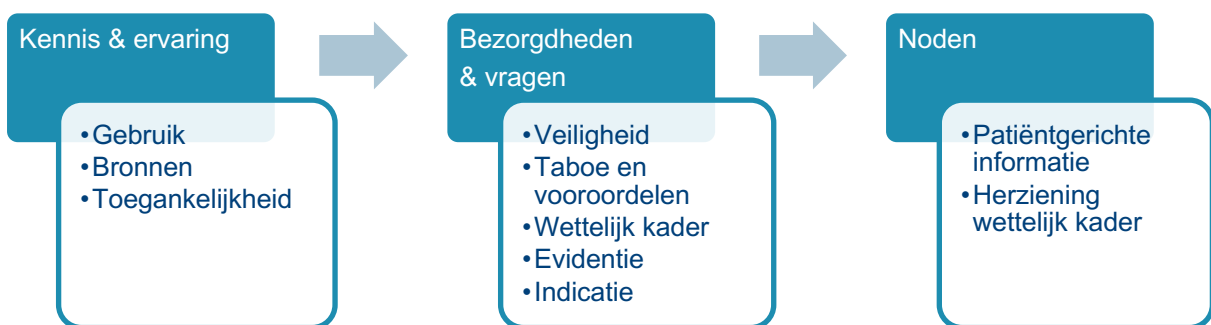 Kennis & ervaring
•Gebruik
•Bronnen
•Toegankelijkheid
Bezorgdheden
& vragen
•Veiligheid
•Taboe en
vooroordelen
•Wettelijk kader
•Evidentie
•Indicatie
Noden
•Patiëntgerichte
informatie
•Herziening
wettelijk kader